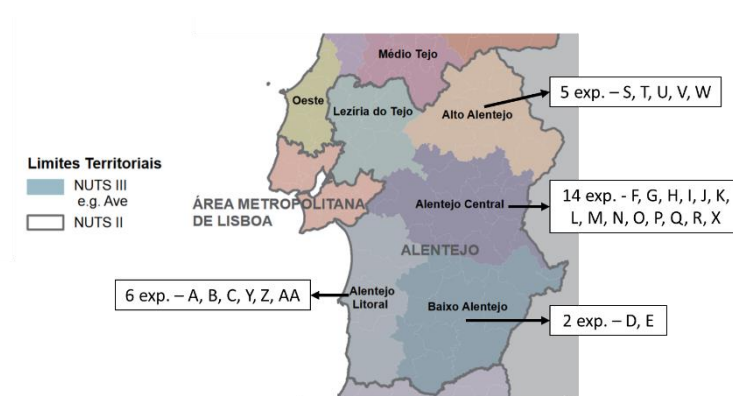 Médio Tejo
Oeste
Lezíria do Tejo
Alto Alentejo
5 exp. – S, T, U, V, W
Limites Territoriais
NUTS III
e.g. Ave
NUTS II
ÁREA METROPOLITANA
DE LISBOA
Alentejo Central
14 exp. - F, G, H, I, J, K,
L, M, N, O, P, Q, R, X
ALENTEJO
6 exp. – A, B, C, Y, Z, AA
Alentejo
Litoral
Baixo Alentejo
2 exp. – D, E